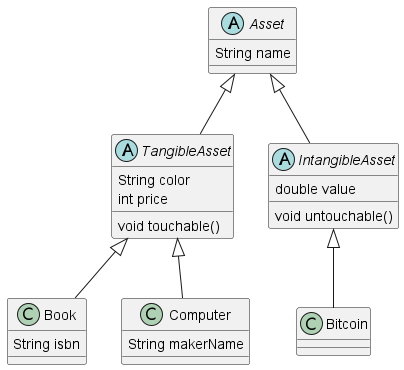 A Asset
String name
A TangibleAsset
String color
int price
void touchable()
A IntangibleAsset
double value
void untouchable()
C Book
String isbn
C Computer
String makerName
C Bitcoin